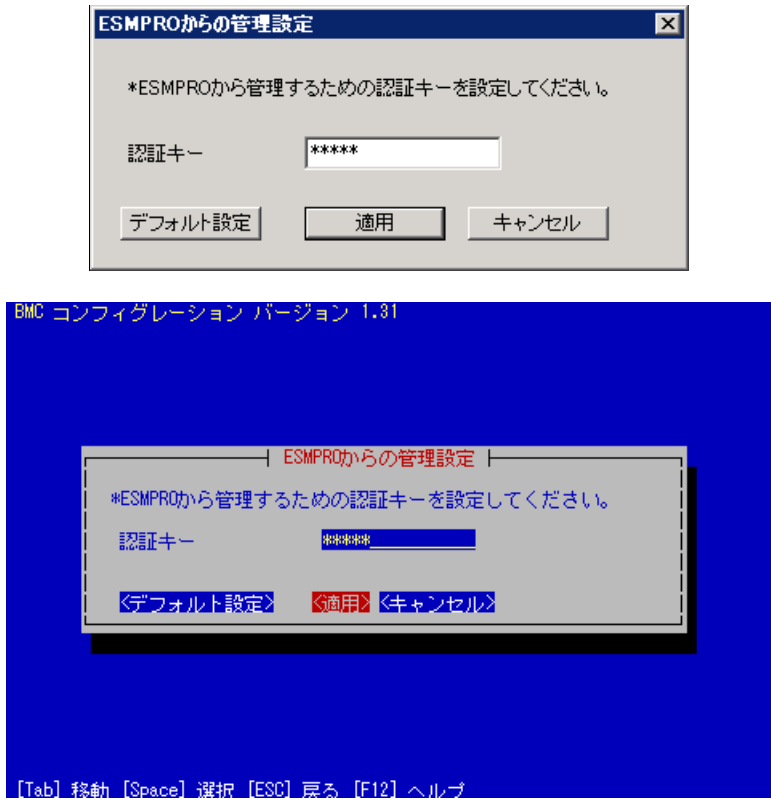 ESMPROからの管理設定
*ESMPROから管理するための認証キーを設定してください。
認証キー *****
デフォルト設定 適用 キャンセル
BMC コンフィグレーション バージョン 1.31
ESMPROからの管理設定
*ESMPROから管理するための認証キーを設定してください。
認証キー *****
<デフォルト設定> <適用> <キャンセル>
[Tab] 移動 [Space] 選択 [ESC] 戻る [F12] ヘルプ